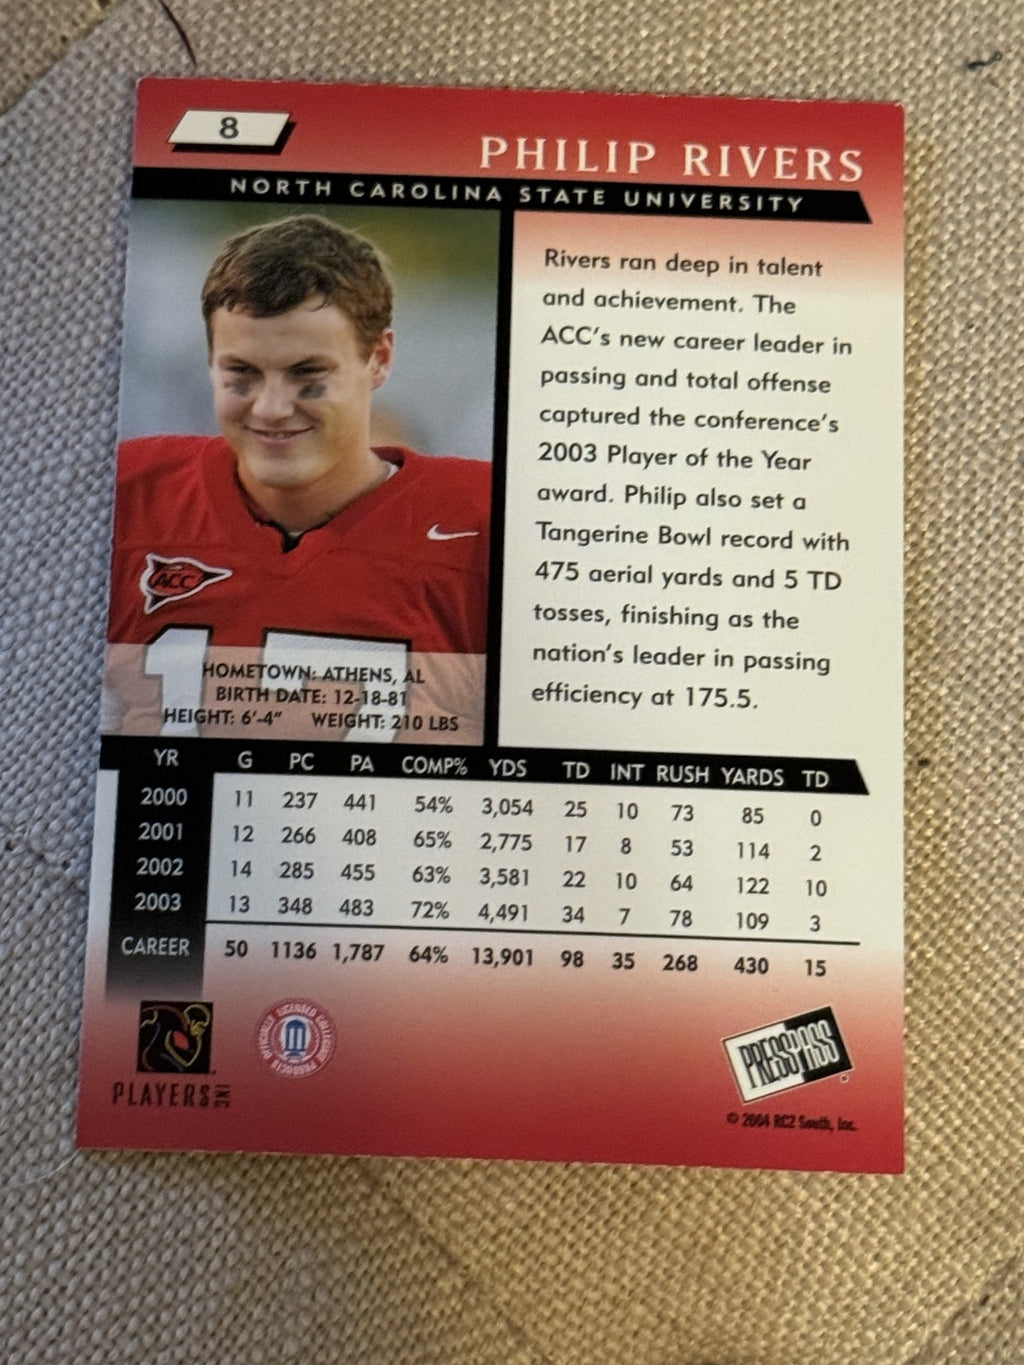 8
PHILIP RIVERS
NORTH CAROLINA STATE UNIVERSITY
Rivers ran deep in talent
and achievement. The
ACC's new career leader in
passing and total offense
captured the conference's
2003 Player of the Year
award. Philip also set a
Tangerine Bowl record with
475 aerial yards and 5 TD
tosses, finishing as the
nation's leader in passing
efficiency at 175.5.
ACC
17
HOMETOWN: ATHENS, AL
BIRTH DATE: 12-18-81
HEIGHT: 6'-4" WEIGHT: 210 LBS
YR G PC PA COMP% YDS TD INT RUSH YARDS TD
2000 11 237 441 54% 3,054 25 10 73 85 0
2001 12 266 408 65% 2,775 17 8 53 114 2
2002 14 285 455 63% 3,581 22 10 64 122 10
2003 13 348 483 72% 4,491 34 7 78 109 3
CAREER 50 1136 1,787 64% 13,901 98 35 268 430 15
PLAYERS INC
OFFICIALLY LICENSED COLLEGIATE PRODUCTS
PRESS PASS
© 2004 RC2 South, Inc.